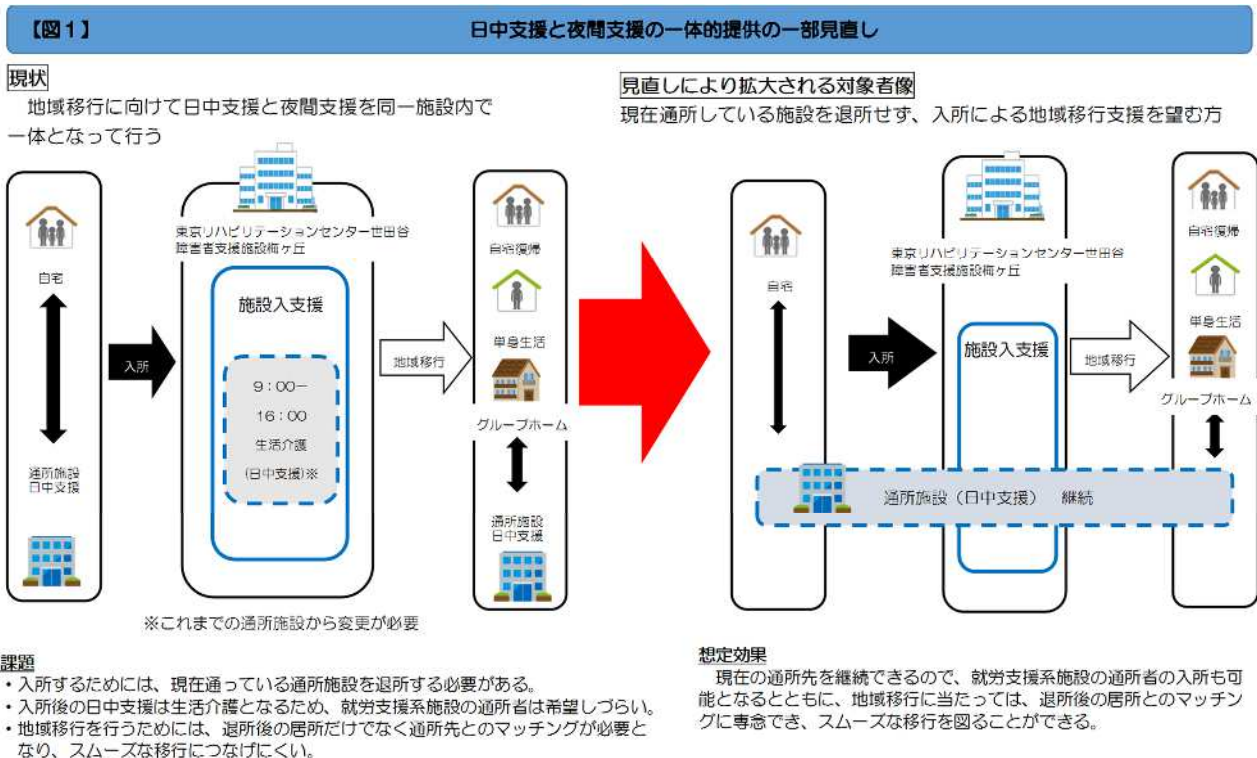 【図1】
日中支援と夜間支援の一体的提供の一部見直し
現状
地域移行に向けて日中支援と夜間支援を同一施設内で
一体となって行う
自宅
通所施設
日中支援
入所
東京リハビリテーションセンター世田谷
障害者支援施設梅ヶ丘
施設入支援
9:00－
16:00
生活介護
(日中支援)※
地域移行
自宅復帰
単身生活
グループホーム
通所施設
日中支援
※これまでの通所施設から変更が必要
見直しにより拡大される対象者像
現在通所している施設を退所せず、入所による地域移行支援を望む方
自宅
入所
東京リハビリテーションセンター世田谷
障害者支援施設梅ヶ丘
施設入支援
地域移行
自宅復帰
単身生活
グループホーム
通所施設（日中支援）　継続
課題
・入所するためには、現在通っている通所施設を退所する必要がある。
・入所後の日中支援は生活介護となるため、就労支援系施設の通所者は希望しづらい。
・地域移行を行うためには、退所後の居所だけでなく通所先とのマッチングが必要と
なり、スムーズな移行につなげにくい。
想定効果
現在の通所先を継続できるので、就労支援系施設の通所者の入所も可
能となるとともに、地域移行に当たっては、退所後の居所とのマッチン
グに専念でき、スムーズな移行を図ることができる。